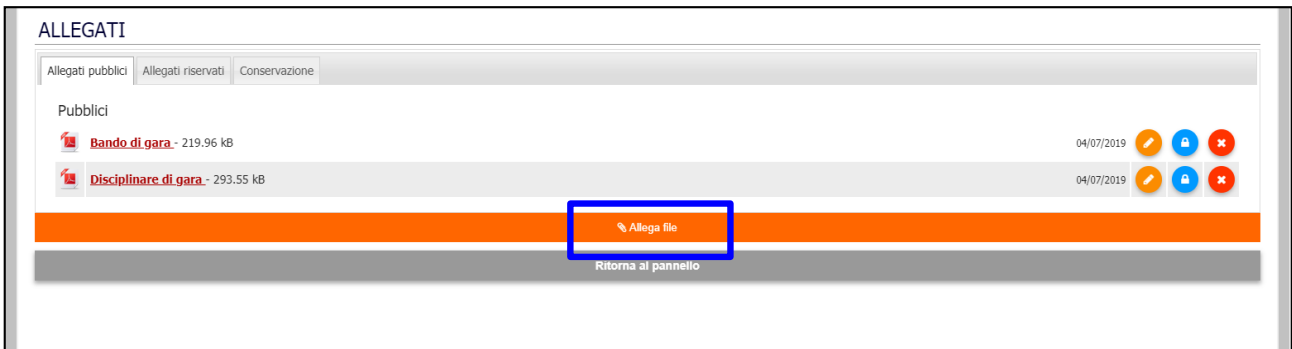 ALLEGATI
Allegati pubblici Allegati riservati Conservazione
Pubblici
Bando di gara - 219.96 kB 04/07/2019
Disciplinare di gara - 293.55 kB 04/07/2019
Allega file
Ritorna al pannello